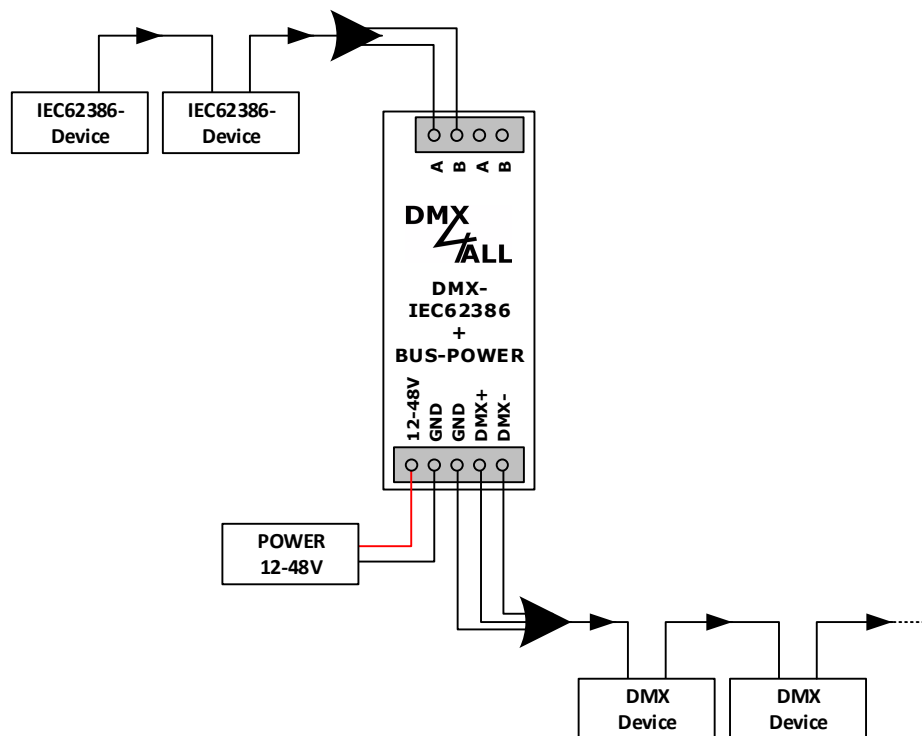 IEC62386-
Device
IEC62386-
Device
A
B
A
B
DMX
4
ALL
DMX-
IEC62386
+
BUS-POWER
12-48V
GND
GND
DMX+
DMX-
POWER
12-48V
DMX
Device
DMX
Device